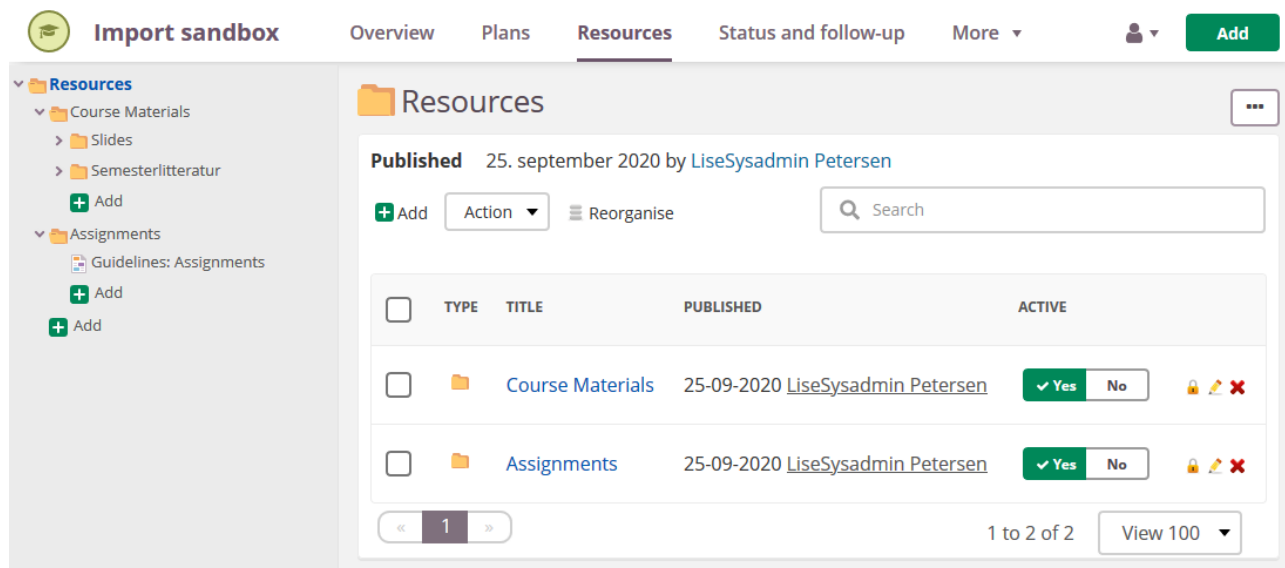 Import sandbox Overview Plans Resources Status and follow-up More Add
Resources
Course Materials
Slides
Semesterlitteratur
Add
Assignments
Guidelines: Assignments
Add
Add
Resources
Published 25. september 2020 by LiseSysadmin Petersen
Add Action Reorganise Search
TYPE TITLE PUBLISHED ACTIVE
Course Materials 25-09-2020 LiseSysadmin Petersen Yes No
Assignments 25-09-2020 LiseSysadmin Petersen Yes No
« 1 » 1 to 2 of 2 View 100